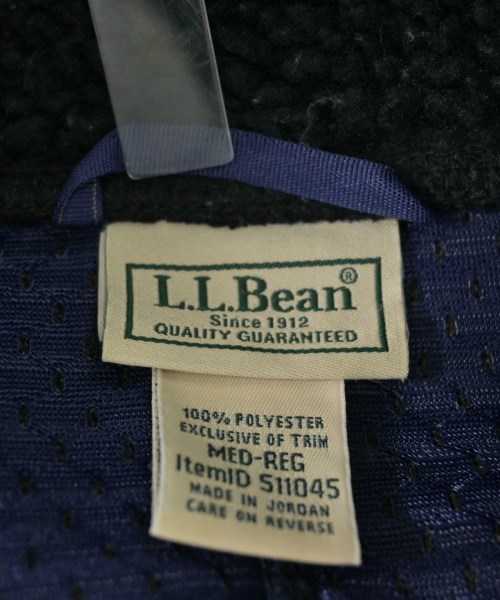 L.L.Bean®
Since 1912
QUALITY GUARANTEED
100% POLYESTER
EXCLUSIVE OF TRIM
MED-REG
ItemID 511045
MADE IN JORDAN
CARE ON REVERSE